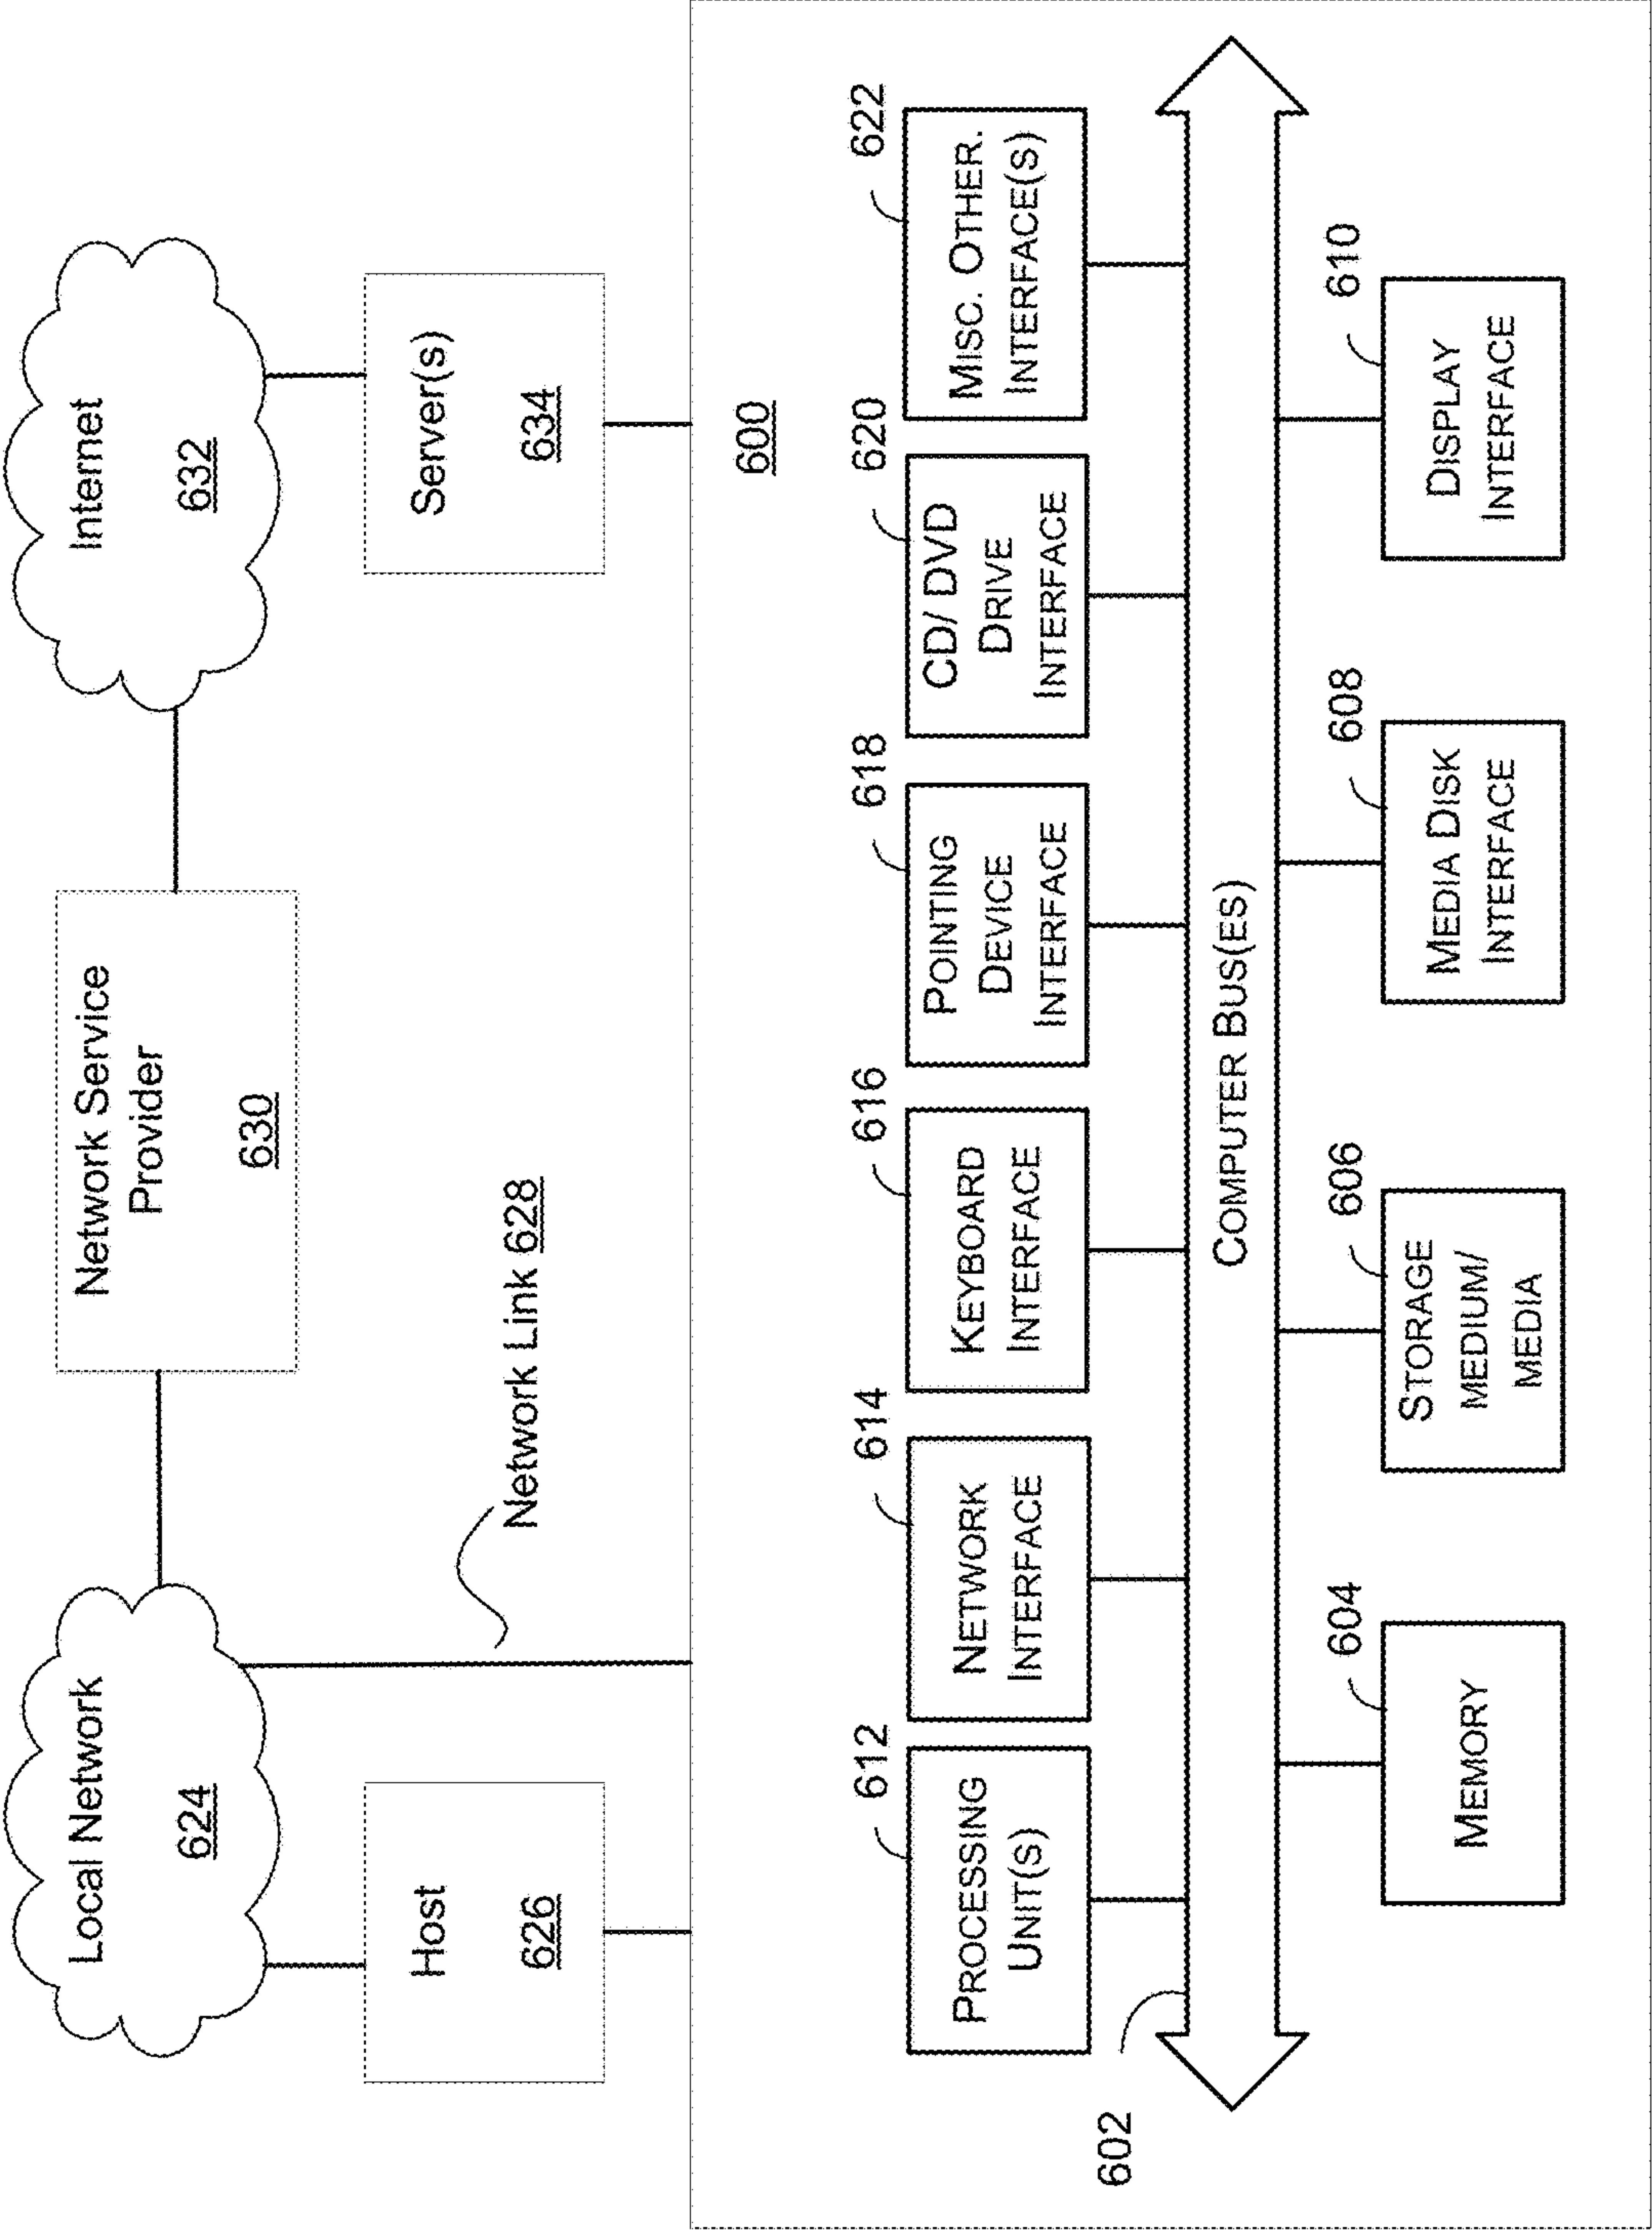 Local Network
624
Network Service
Provider
630
Internet
632
Host
626
Network Link 628
Server(s)
634
600
612
614
616
618
620
622
PROCESSING
UNIT(S)
NETWORK
INTERFACE
KEYBOARD
INTERFACE
POINTING
DEVICE
INTERFACE
CD/ DVD
DRIVE
INTERFACE
MISC. OTHER.
INTERFACE(S)
602
COMPUTER BUS(ES)
604
606
608
610
MEMORY
STORAGE
MEDIUM/
MEDIA
MEDIA DISK
INTERFACE
DISPLAY
INTERFACE